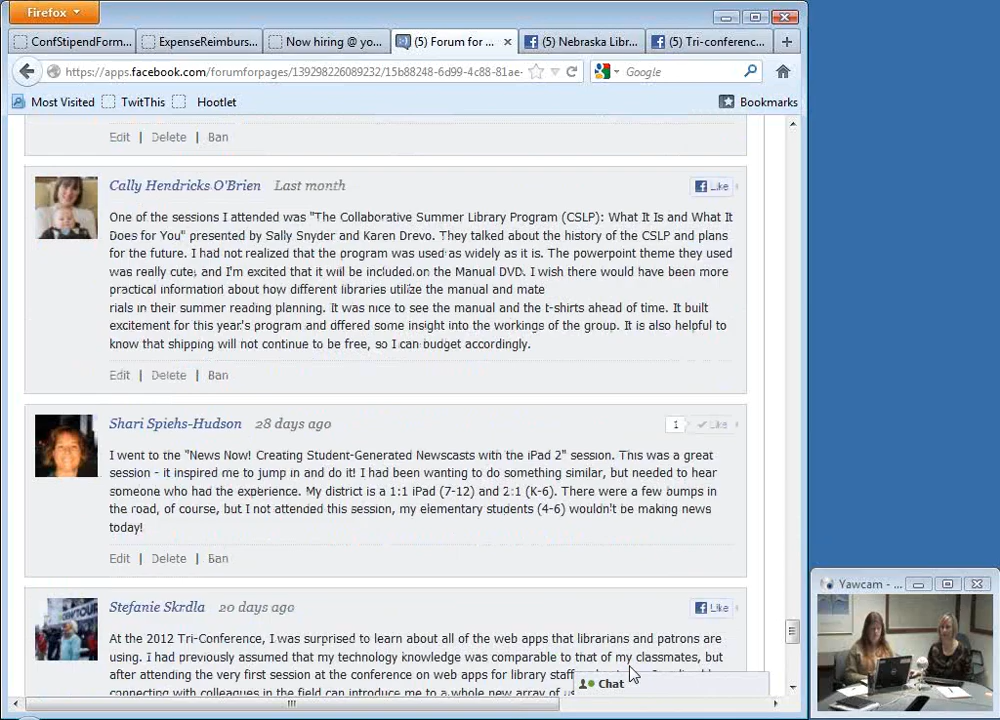 Firefox
ConfStipendForm...
ExpenseReimburs...
Now hiring @ yo...
(5) Forum for ...
(5) Nebraska Libr...
(5) Tri-conferenc...
https://apps.facebook.com/forumforpages/139298226089232/15b88248-6d99-4c88-81ae-
Google
Most Visited
TwitThis
Hootlet
Bookmarks
Edit | Delete | Ban
Cally Hendricks O'Brien Last month
Like
One of the sessions I attended was "The Collaborative Summer Library Program (CSLP): What It Is and What It
Does for You" presented by Sally Snyder and Karen Drevo. They talked about the history of the CSLP and plans
for the future. I had not realized that the program was used as widely as it is. The powerpoint theme they used
was really cute, and I'm excited that it will be included on the Manual DVD. I wish there would have been more
practical information about how different libraries utilize the manual and mate
rials in their summer reading planning. It was nice to see the manual and the t-shirts ahead of time. It built
excitement for this year's program and offered some insight into the workings of the group. It is also helpful to
know that shipping will not continue to be free, so I can budget accordingly.
Edit | Delete | Ban
Shari Spiehs-Hudson 28 days ago
1 Like
I went to the "News Now! Creating Student-Generated Newscasts with the iPad 2" session. This was a great
session - it inspired me to jump in and do it! I had been wanting to do something similar, but needed to hear
someone who had the experience. My district is a 1:1 iPad (7-12) and 2:1 (K-6). There were a few bumps in
the road, of course, but I not attended this session, my elementary students (4-6) wouldn't be making news
today!
Edit | Delete | Ban
Stefanie Skrdla 20 days ago
Like
At the 2012 Tri-Conference, I was surprised to learn about all of the web apps that librarians and patrons are
using. I had previously assumed that my technology knowledge was comparable to that of my classmates, but
after attending the very first session at the conference on web apps for library staff
connecting with colleagues in the field can introduce me to a whole new array of
Chat
Yawcam - ...